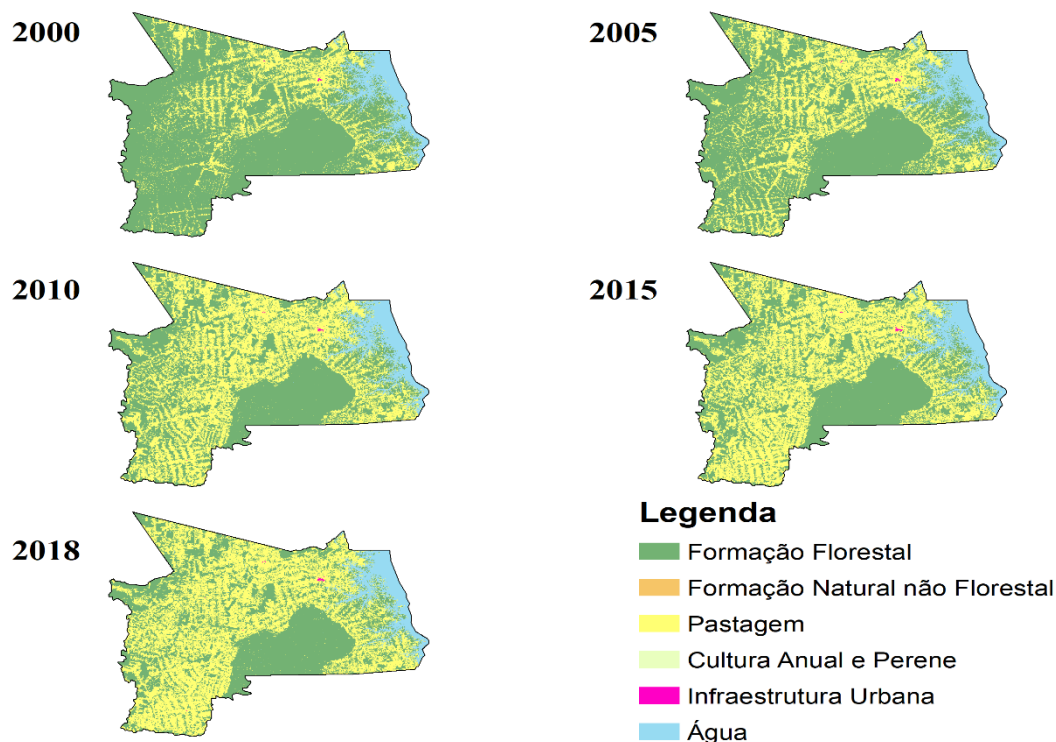 2000
2005
2010
2015
2018
Legenda
Formação Florestal
Formação Natural não Florestal
Pastagem
Cultura Anual e Perene
Infraestrutura Urbana
Água